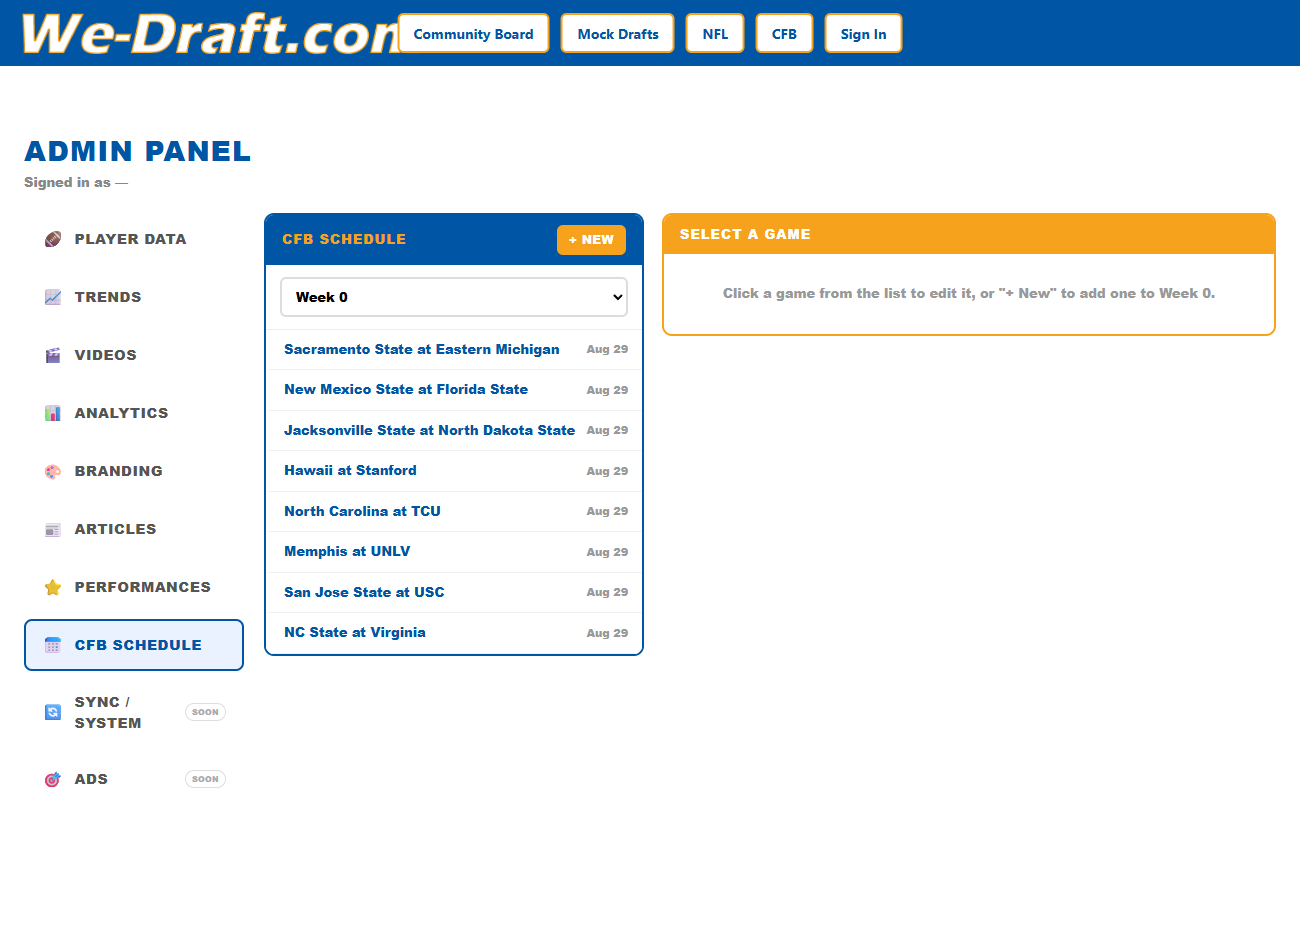 We-Draft.com
Community Board
Mock Drafts
NFL
CFB
Sign In
ADMIN PANEL
Signed in as —
PLAYER DATA
TRENDS
VIDEOS
ANALYTICS
BRANDING
ARTICLES
PERFORMANCES
CFB SCHEDULE
SYNC /
SYSTEM
SOON
ADS
SOON
CFB SCHEDULE
+ NEW
Week 0
Sacramento State at Eastern Michigan Aug 29
New Mexico State at Florida State Aug 29
Jacksonville State at North Dakota State Aug 29
Hawaii at Stanford Aug 29
North Carolina at TCU Aug 29
Memphis at UNLV Aug 29
San Jose State at USC Aug 29
NC State at Virginia Aug 29
SELECT A GAME
Click a game from the list to edit it, or "+ New" to add one to Week 0.